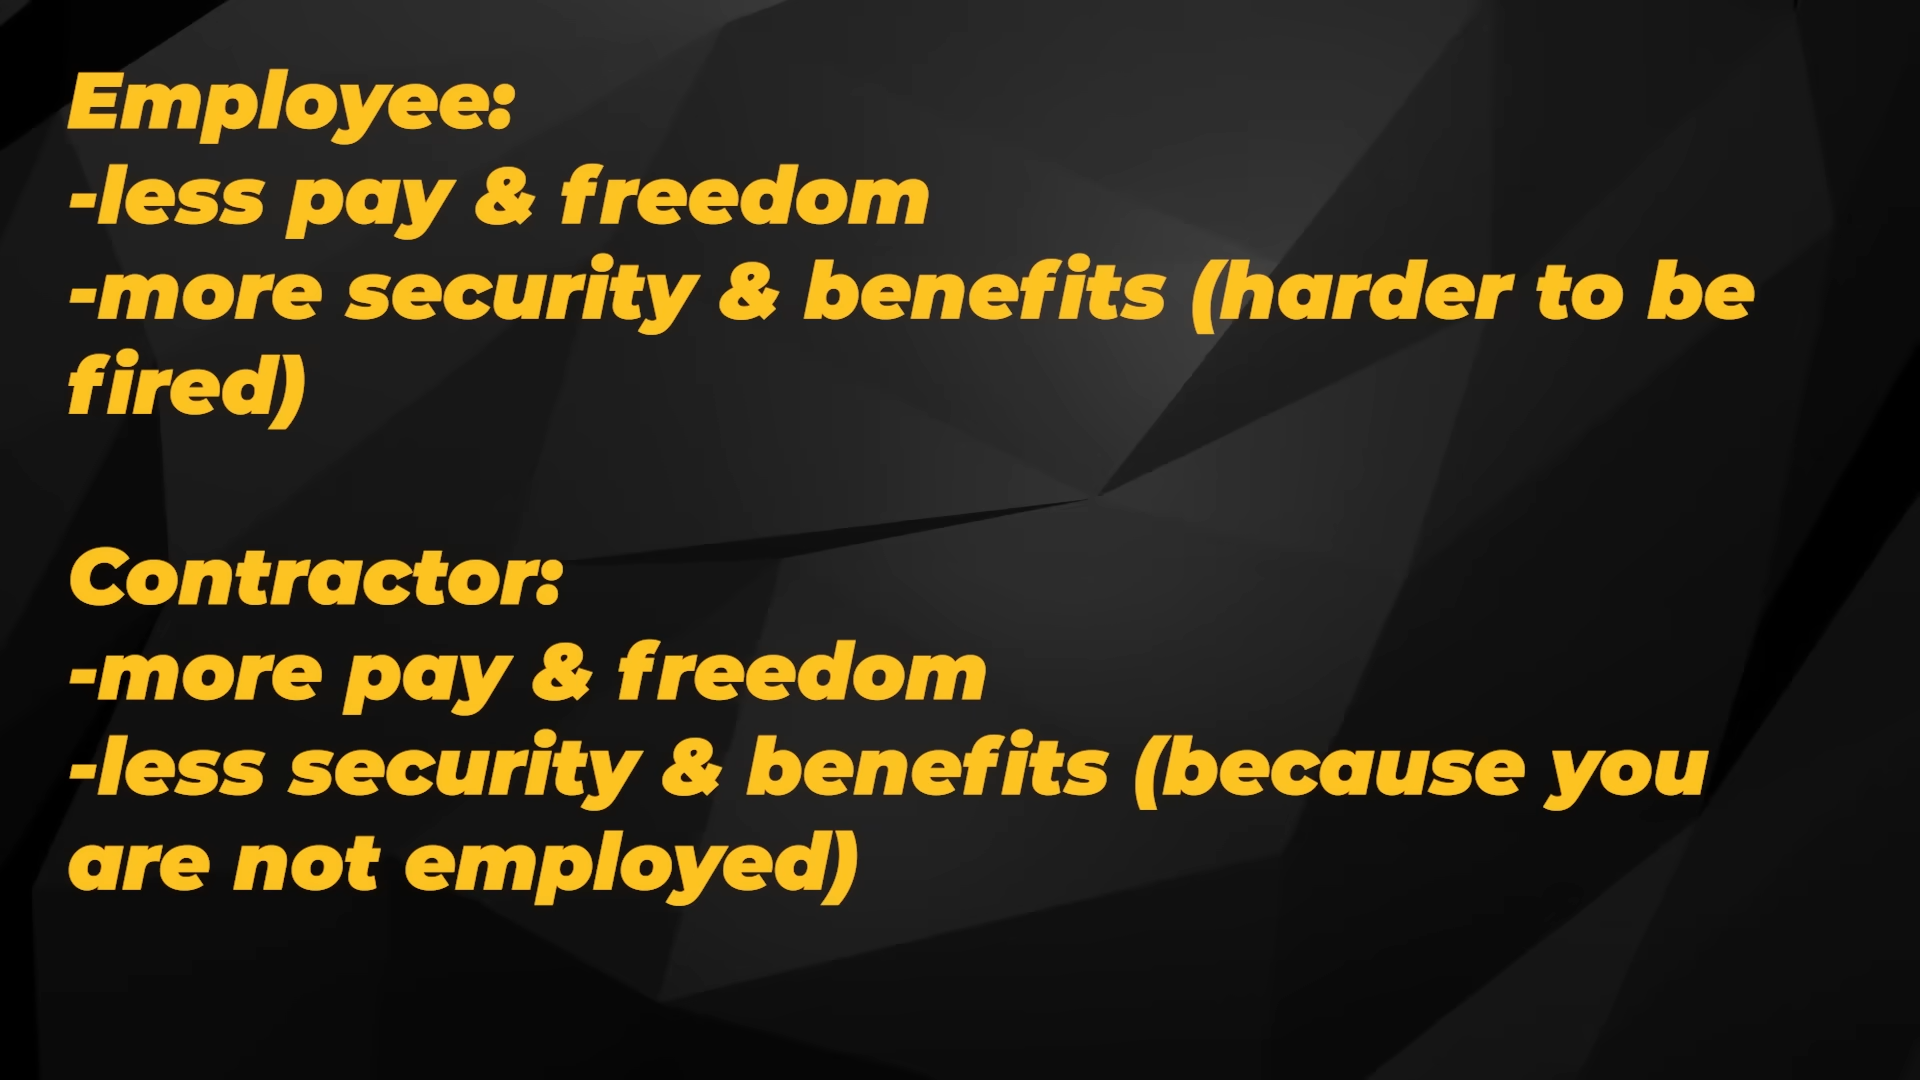 Employee:
-less pay & freedom
-more security & benefits (harder to be
fired)
Contractor:
-more pay & freedom
-less security & benefits (because you
are not employed)